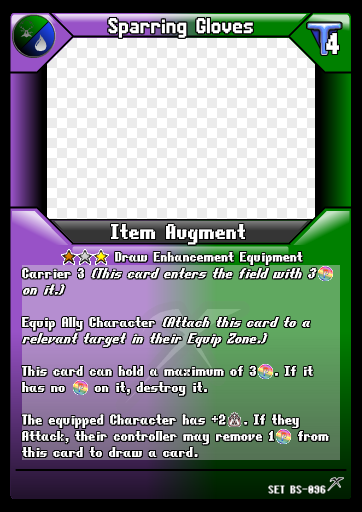 Sparring Gloves
T4
Item Augment
Draw Enhancement Equipment
Carrier 3 (This card enters the field with 3
on it.)
Equip Ally Character (Attach this card to a
relevant target in their Equip Zone.)
This card can hold a maximum of 3. If it
has no on it, destroy it.
The equipped Character has +2. If they
Attack, their controller may remove 1 from
this card to draw a card.
SET BS-096